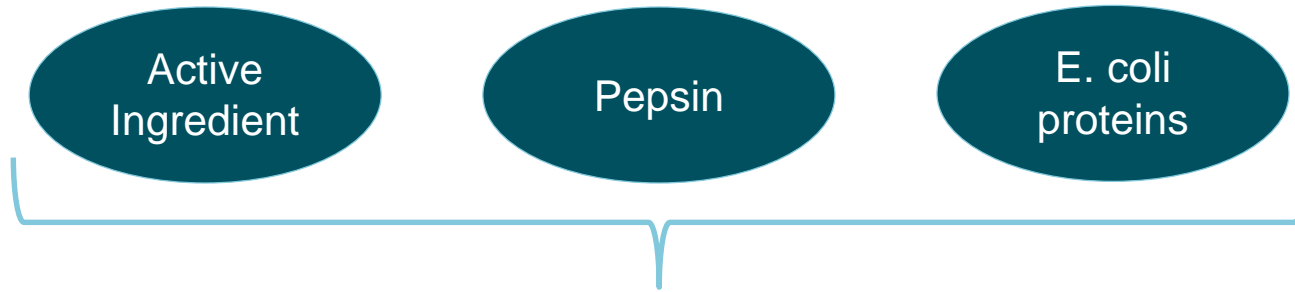 Active
Ingredient
Pepsin
E. coli
proteins